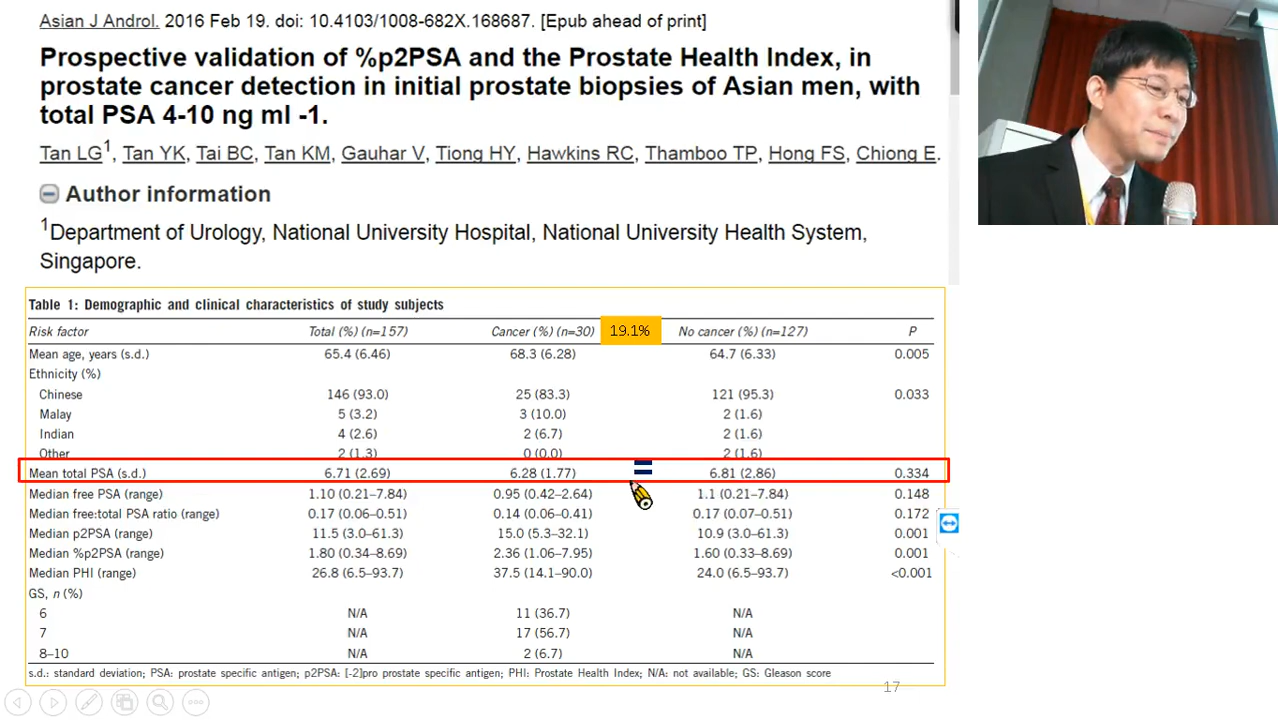 Asian J Androl. 2016 Feb 19. doi: 10.4103/1008-682X.168687. [Epub ahead of print]
Prospective validation of %p2PSA and the Prostate Health Index, in
prostate cancer detection in initial prostate biopsies of Asian men, with
total PSA 4-10 ng ml -1.
Tan LG1, Tan YK, Tai BC, Tan KM, Gauhar V, Tiong HY, Hawkins RC, Thamboo TP, Hong FS, Chiong E.
Author information
1Department of Urology, National University Hospital, National University Health System,
Singapore.
Table 1: Demographic and clinical characteristics of study subjects
Risk factor Total (%) (n=157) Cancer (%) (n=30) 19.1% No cancer (%) (n=127) P
Mean age, years (s.d.) 65.4 (6.46) 68.3 (6.28) 64.7 (6.33) 0.005
Ethnicity (%)
Chinese 146 (93.0) 25 (83.3) 121 (95.3) 0.033
Malay 5 (3.2) 3 (10.0) 2 (1.6)
Indian 4 (2.6) 2 (6.7) 2 (1.6)
Other 2 (1.3) 0 (0.0) 2 (1.6)
Mean total PSA (s.d.) 6.71 (2.69) 6.28 (1.77) = 6.81 (2.86) 0.334
Median free PSA (range) 1.10 (0.21–7.84) 0.95 (0.42–2.64) 1.1 (0.21–7.84) 0.148
Median free:total PSA ratio (range) 0.17 (0.06–0.51) 0.14 (0.06–0.41) 0.17 (0.07–0.51) 0.172
Median p2PSA (range) 11.5 (3.0–61.3) 15.0 (5.3–32.1) 10.9 (3.0–61.3) 0.001
Median %p2PSA (range) 1.80 (0.34–8.69) 2.36 (1.06–7.95) 1.60 (0.33–8.69) 0.001
Median PHI (range) 26.8 (6.5–93.7) 37.5 (14.1–90.0) 24.0 (6.5–93.7) <0.001
GS, n (%)
6 N/A 11 (36.7) N/A
7 N/A 17 (56.7) N/A
8–10 N/A 2 (6.7) N/A
s.d.: standard deviation; PSA: prostate specific antigen; p2PSA: [-2]pro prostate specific antigen; PHI: Prostate Health Index; N/A: not available; GS: Gleason score
17